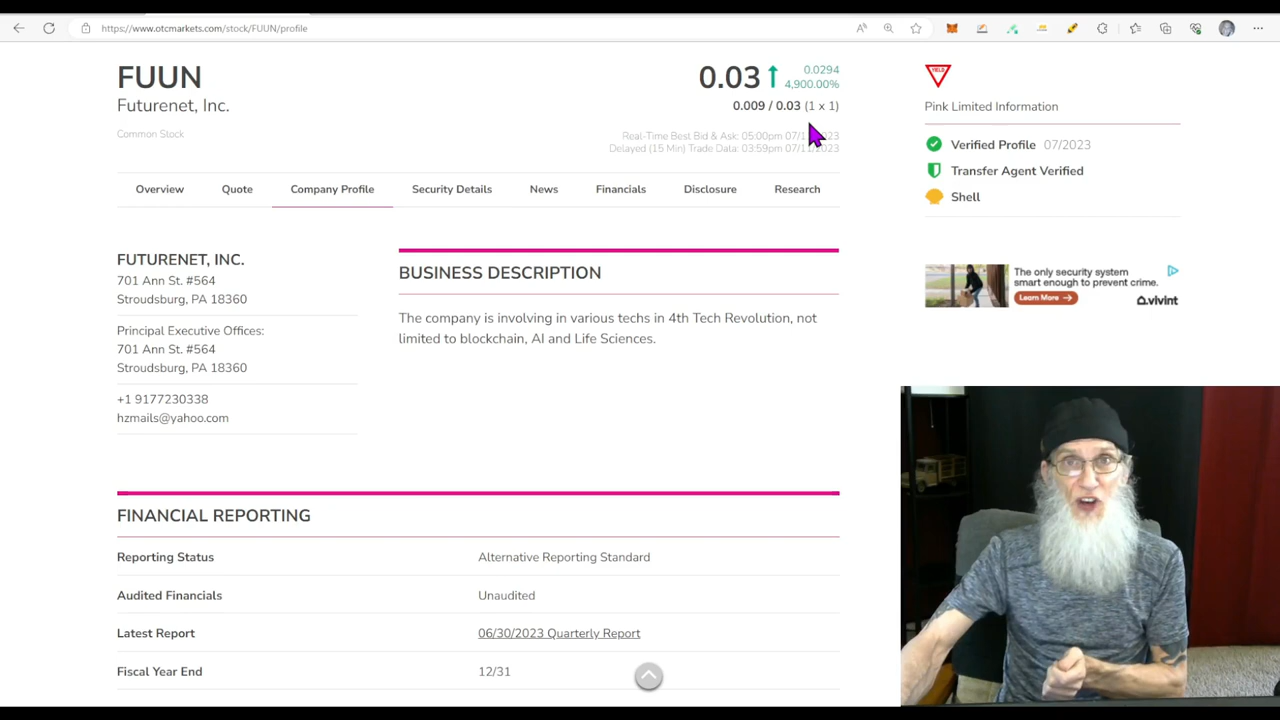 https://www.otcmarkets.com/stock/FUUN/profile
FUUN
Futurenet, Inc.
Common Stock
0.03
0.0294
4,900.00%
0.009 / 0.03 (1 x 1)
Real-Time Best Bid & Ask: 05:00pm 07/1 2023
Delayed (15 Min) Trade Data: 03:59pm 07/1 2023
YIELD
Pink Limited Information
Verified Profile 07/2023
Transfer Agent Verified
Shell
Overview
Quote
Company Profile
Security Details
News
Financials
Disclosure
Research
FUTURENET, INC.
701 Ann St. #564
Stroudsburg, PA 18360
Principal Executive Offices:
701 Ann St. #564
Stroudsburg, PA 18360
+1 9177230338
hzmails@yahoo.com
BUSINESS DESCRIPTION
The company is involving in various techs in 4th Tech Revolution, not
limited to blockchain, AI and Life Sciences.
The only security system
smart enough to prevent crime.
Learn More
vivint
FINANCIAL REPORTING
Reporting Status Alternative Reporting Standard
Audited Financials Unaudited
Latest Report 06/30/2023 Quarterly Report
Fiscal Year End 12/31